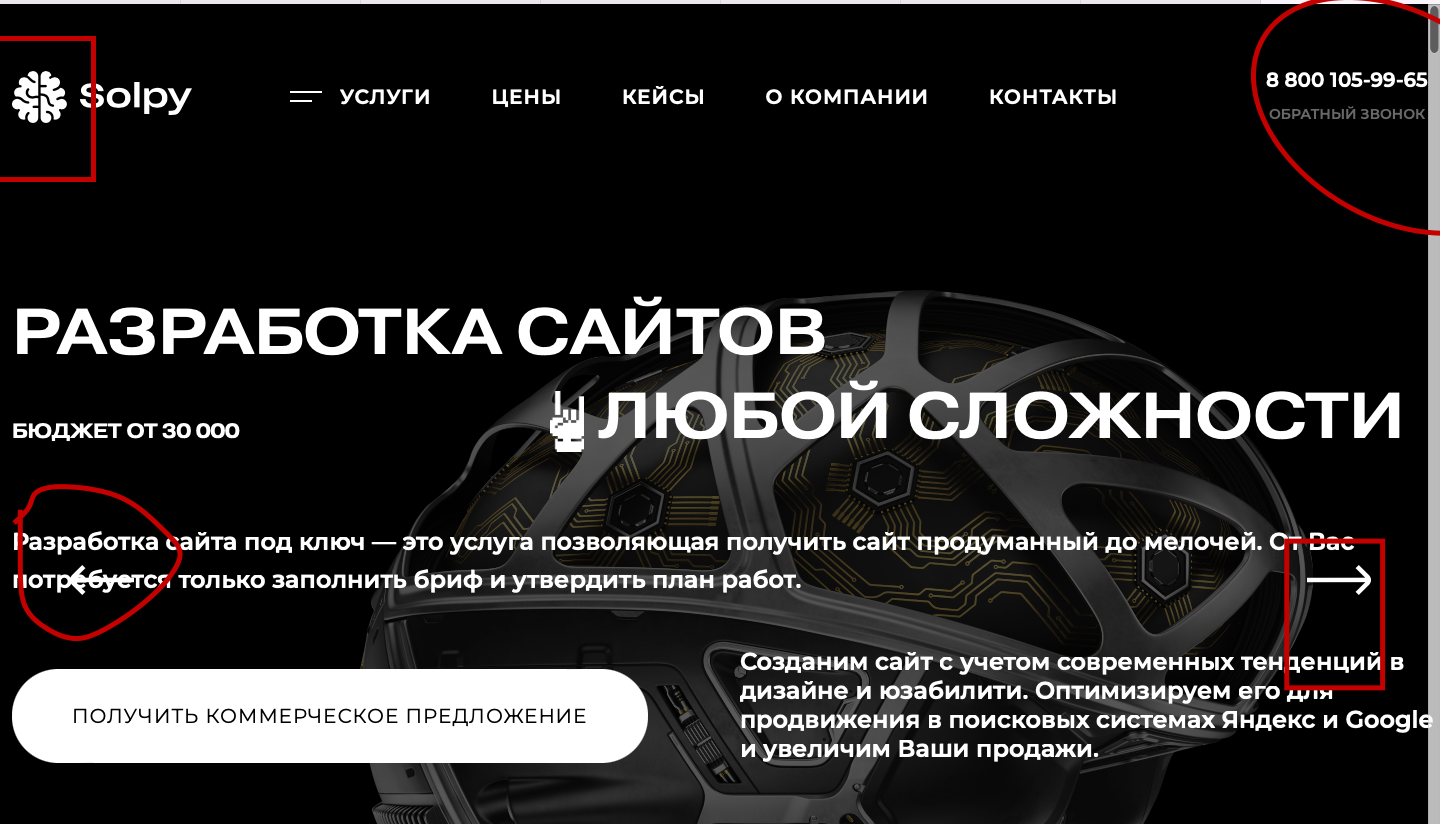 Solpy
УСЛУГИ
ЦЕНЫ
КЕЙСЫ
О КОМПАНИИ
КОНТАКТЫ
8 800 105-99-65
ОБРАТНЫЙ ЗВОНОК
РАЗРАБОТКА САЙТОВ
ЛЮБОЙ СЛОЖНОСТИ
БЮДЖЕТ ОТ 30 000
Разработка сайта под ключ — это услуга позволяющая получить сайт продуманный до мелочей. От Вас
потребуется только заполнить бриф и утвердить план работ.
ПОЛУЧИТЬ КОММЕРЧЕСКОЕ ПРЕДЛОЖЕНИЕ
Созданим сайт с учетом современных тенденций в
дизайне и юзабилити. Оптимизируем его для
продвижения в поисковых системах Яндекс и Google
и увеличим Ваши продажи.